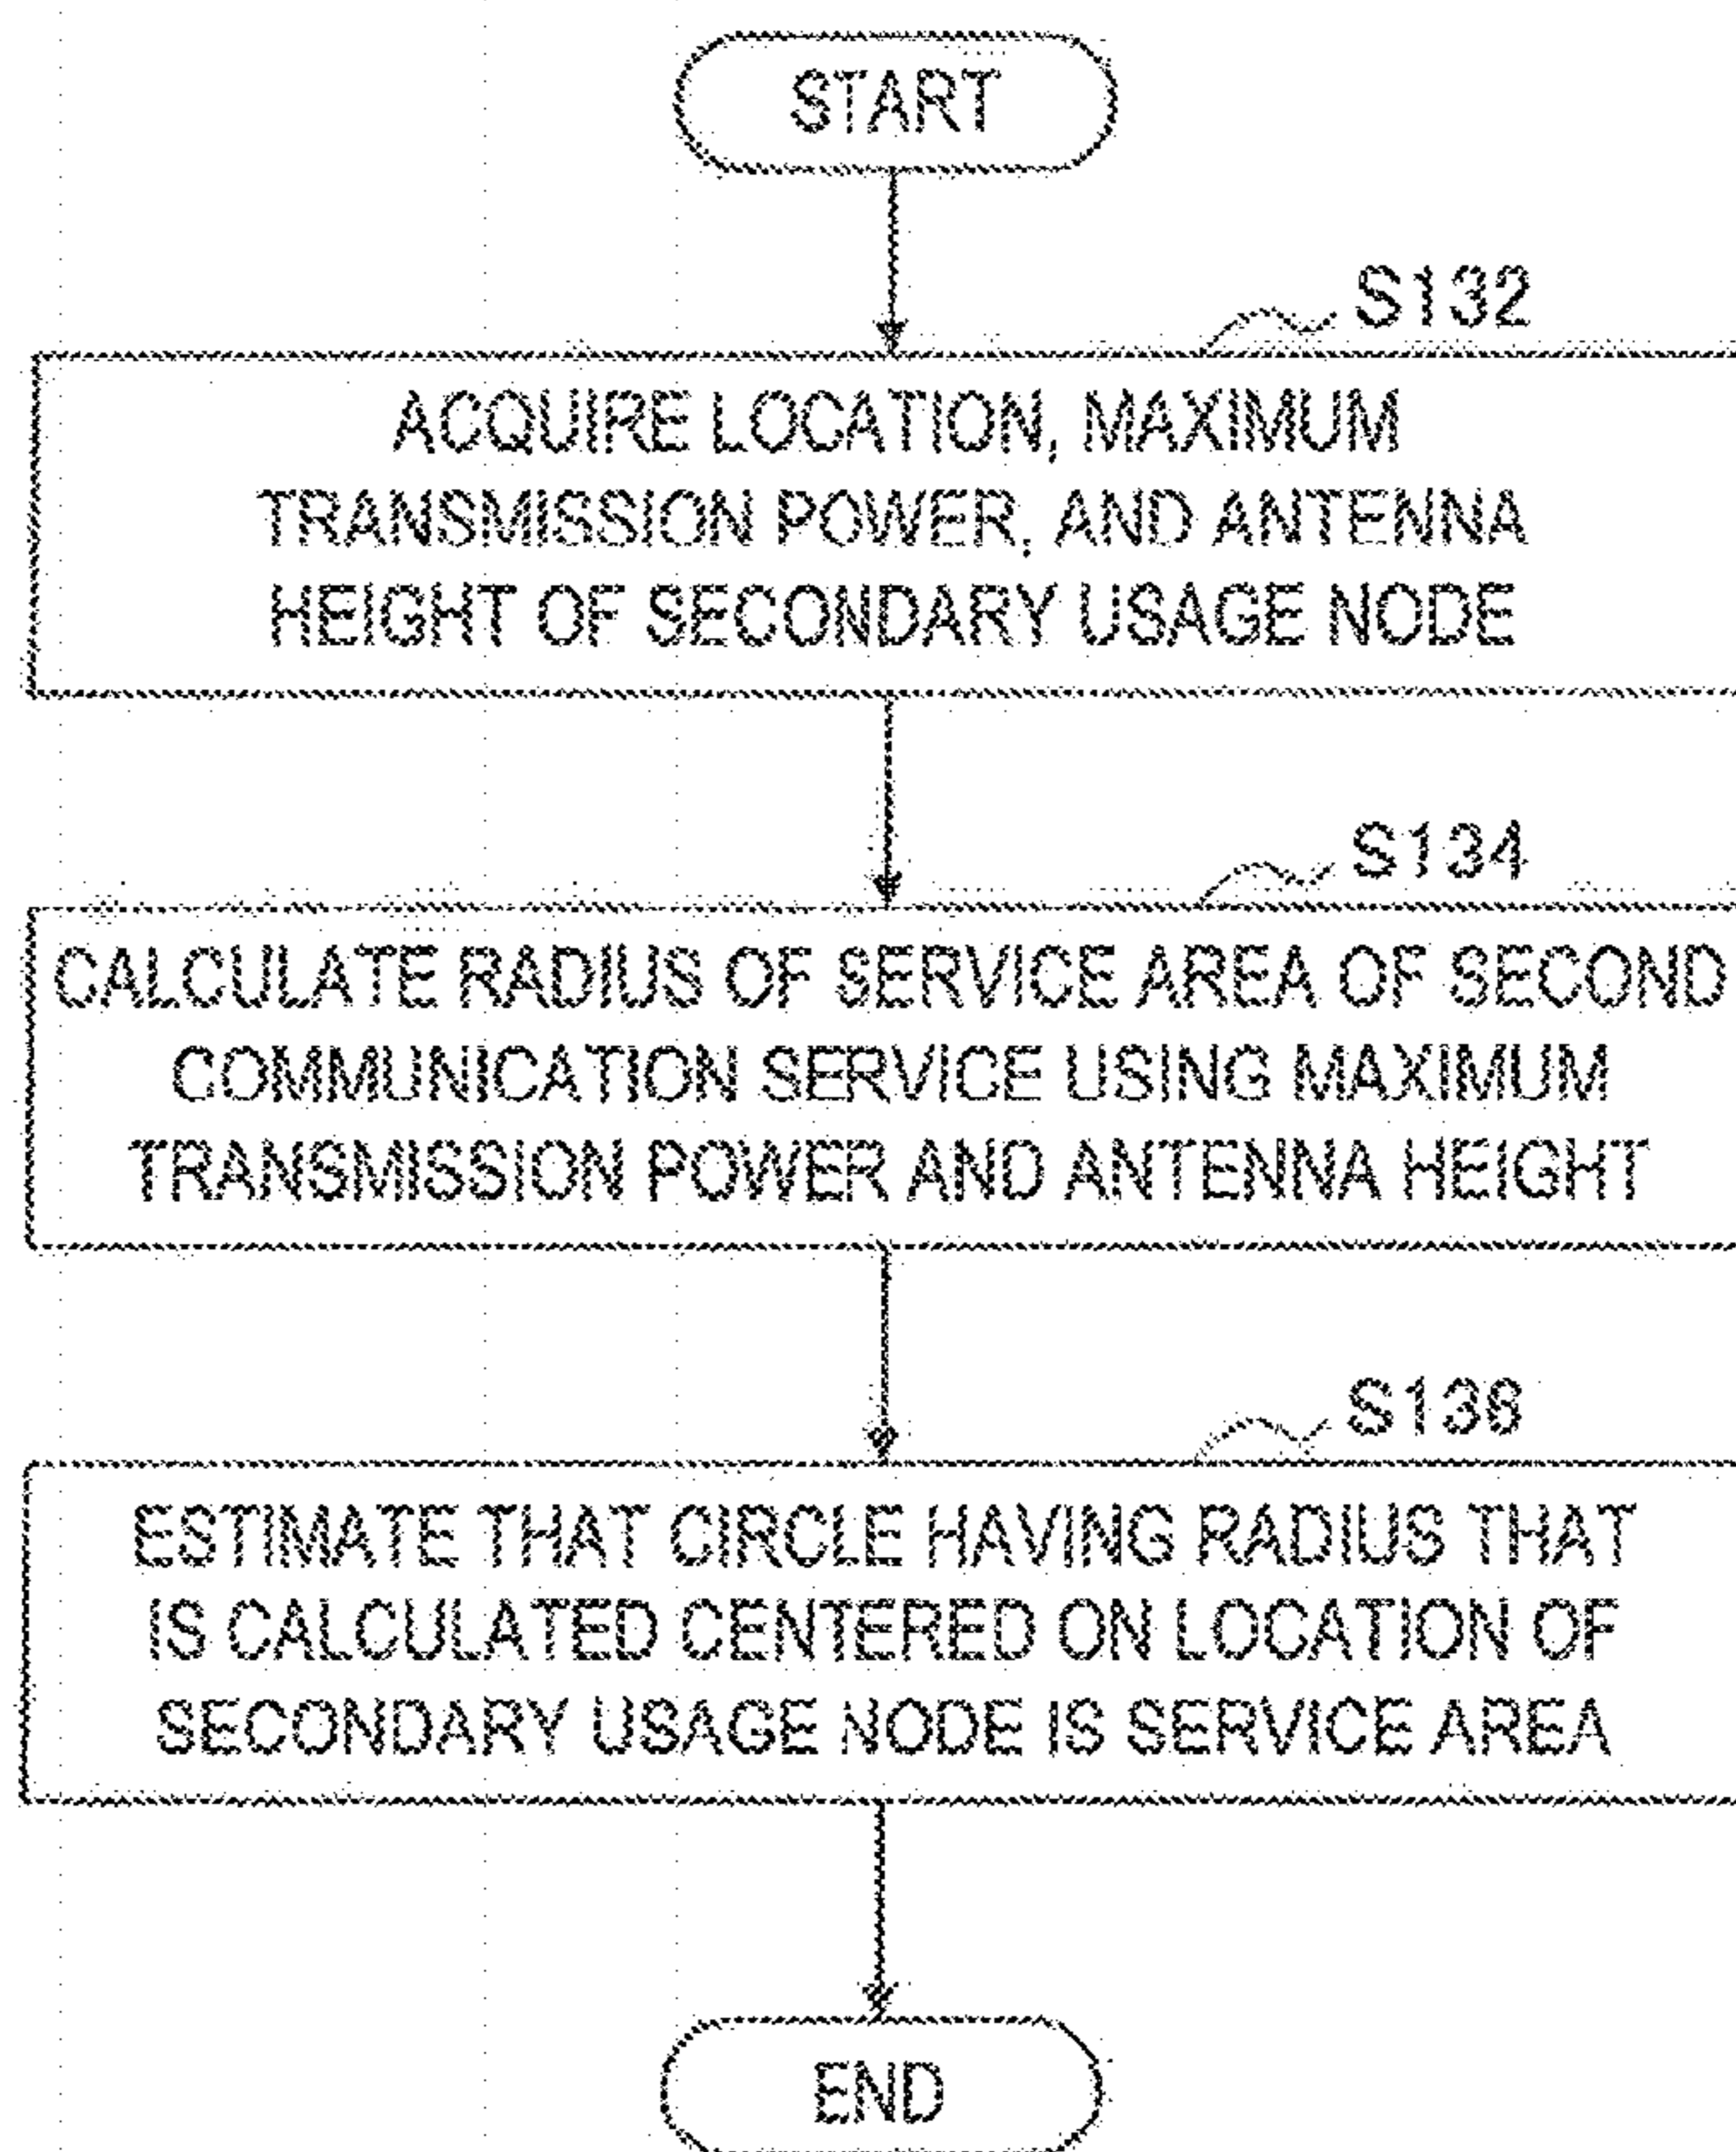 START
S132
ACQUIRE LOCATION, MAXIMUM
TRANSMISSION POWER, AND ANTENNA
HEIGHT OF SECONDARY USAGE NODE
S134
CALCULATE RADIUS OF SERVICE AREA OF SECOND
COMMUNICATION SERVICE USING MAXIMUM
TRANSMISSION POWER AND ANTENNA HEIGHT
S136
ESTIMATE THAT CIRCLE HAVING RADIUS THAT
IS CALCULATED CENTERED ON LOCATION OF
SECONDARY USAGE NODE IS SERVICE AREA
END